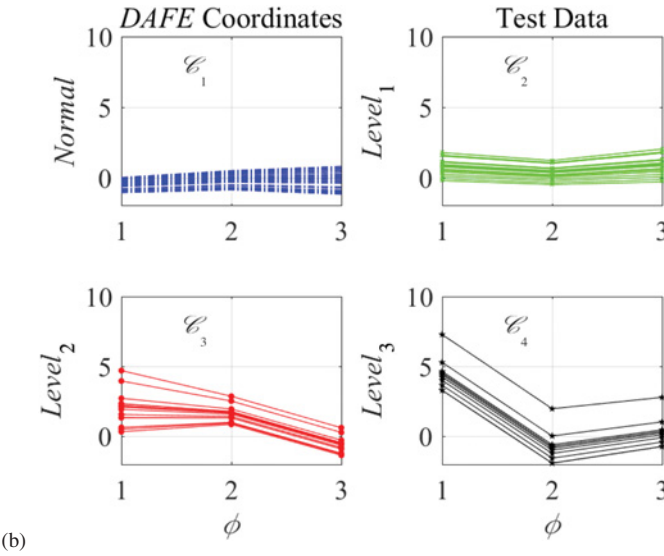 DAFE Coordinates
Test Data
10
5
0
Normal
𝒞1
1 2 3
10
5
0
Level1
𝒞2
1 2 3
10
5
0
Level2
𝒞3
1 2 3
ϕ
10
5
0
Level3
𝒞4
1 2 3
ϕ
(b)